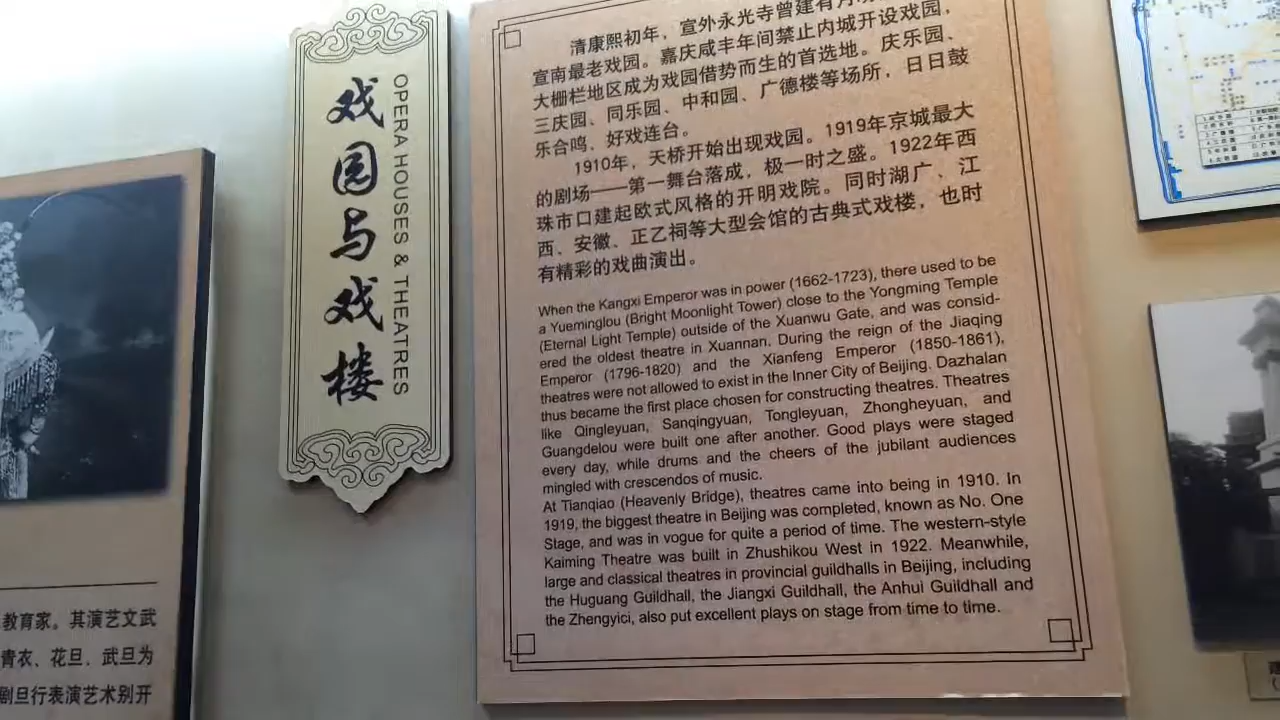 戏园与戏楼
OPERA HOUSES & THEATRES
清康熙初年，宣外永光寺曾建有月明
宣南最老戏园。嘉庆咸丰年间禁止内城开设戏园，
大栅栏地区成为戏园借势而生的首选地。庆乐园、
三庆园、同乐园、中和园、广德楼等场所，日日鼓
乐合鸣、好戏连台。
1910年，天桥开始出现戏园。1919年京城最大
的剧场——第一舞台落成，极一时之盛。1922年西
珠市口建起欧式风格的开明戏院。同时湖广、江
西、安徽、正乙祠等大型会馆的古典式戏楼，也时
有精彩的戏曲演出。
When the Kangxi Emperor was in power (1662-1723), there used to be
a Yueminglou (Bright Moonlight Tower) close to the Yongming Temple
(Eternal Light Temple) outside of the Xuanwu Gate, and was consid-
ered the oldest theatre in Xuannan. During the reign of the Jiaqing
Emperor (1796-1820) and the Xianfeng Emperor (1850-1861),
theatres were not allowed to exist in the Inner City of Beijing. Dazhalan
thus became the first place chosen for constructing theatres. Theatres
like Qingleyuan, Sanqingyuan, Tongleyuan, Zhongheyuan, and
Guangdelou were built one after another. Good plays were staged
every day, while drums and the cheers of the jubilant audiences
mingled with crescendos of music.
At Tianqiao (Heavenly Bridge), theatres came into being in 1910. In
1919, the biggest theatre in Beijing was completed, known as No. One
Stage, and was in vogue for quite a period of time. The western-style
Kaiming Theatre was built in Zhushikou West in 1922. Meanwhile,
large and classical theatres in provincial guildhalls in Beijing, including
the Huguang Guildhall, the Jiangxi Guildhall, the Anhui Guildhall and
the Zhengyici, also put excellent plays on stage from time to time.
教育家。其演艺文武
青衣、花旦、武旦为
剧旦行表演艺术别开